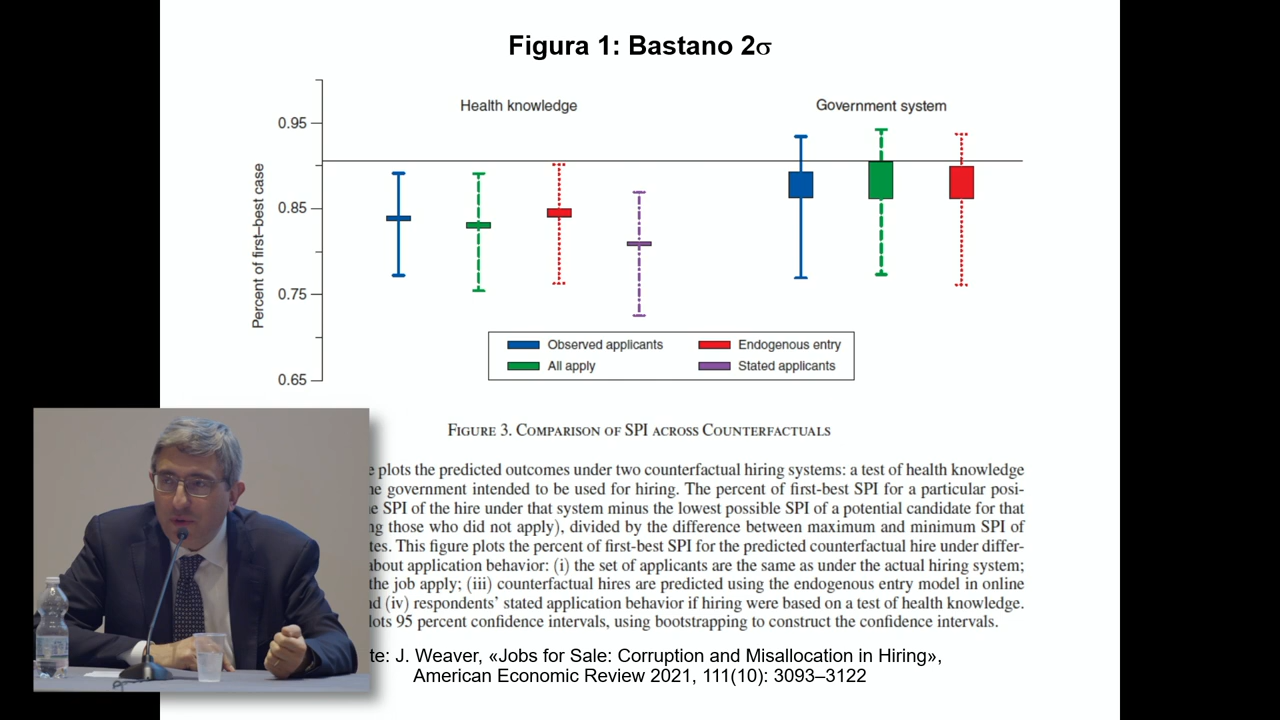 Figura 1: Bastano 2σ
Health knowledge
Government system
0.95
0.85
0.75
0.65
Percent of first–best case
Observed applicants
Endogenous entry
All apply
Stated applicants
FIGURE 3. COMPARISON OF SPI ACROSS COUNTERFACTUALS
plots the predicted outcomes under two counterfactual hiring systems: a test of health knowledge
government intended to be used for hiring. The percent of first-best SPI for a particular posi-
SPI of the hire under that system minus the lowest possible SPI of a potential candidate for that
those who did not apply), divided by the difference between maximum and minimum SPI of
This figure plots the percent of first-best SPI for the predicted counterfactual hire under differ-
about application behavior: (i) the set of applicants are the same as under the actual hiring system;
the job apply; (iii) counterfactual hires are predicted using the endogenous entry model in online
(iv) respondents' stated application behavior if hiring were based on a test of health knowledge.
95 percent confidence intervals, using bootstrapping to construct the confidence intervals.
J. Weaver, «Jobs for Sale: Corruption and Misallocation in Hiring»,
American Economic Review 2021, 111(10): 3093–3122